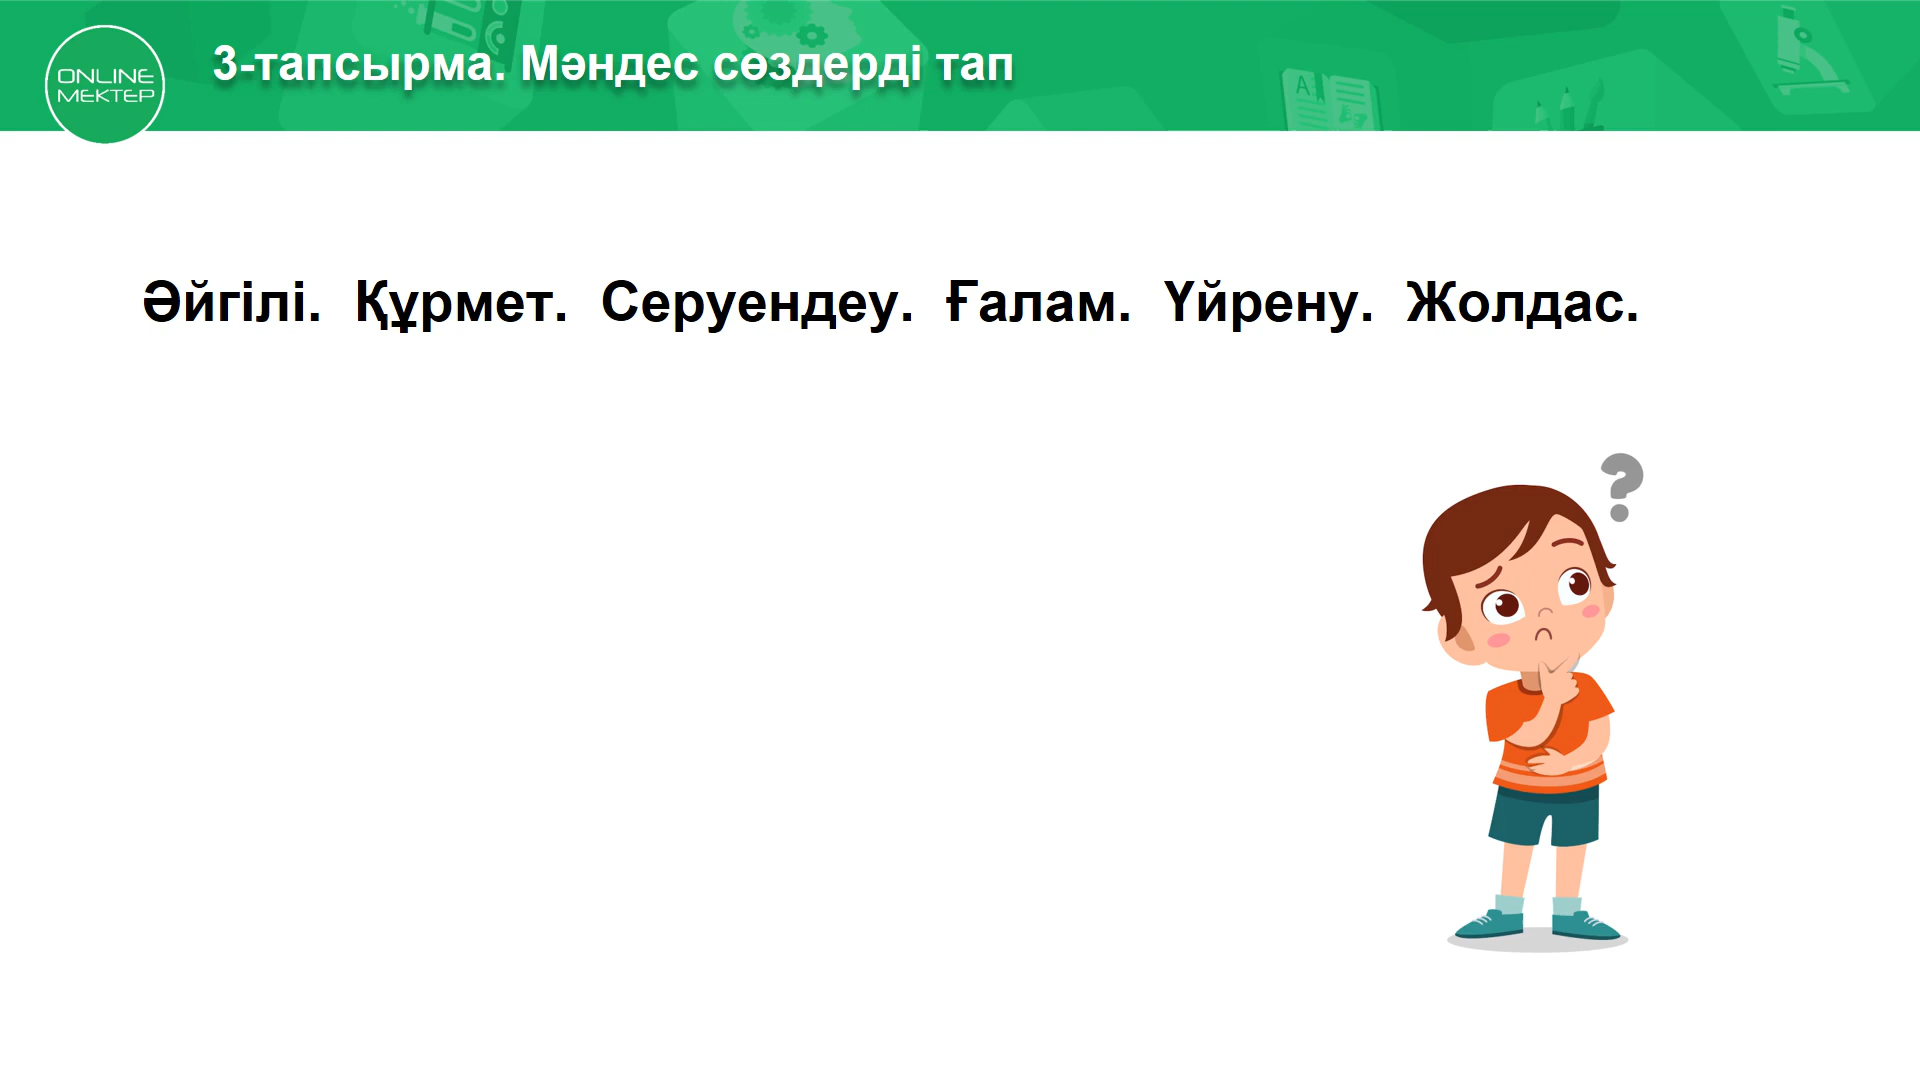 ONLINE
MEKTEP
3-тапсырма. Мәндес сөздерді тап
Әйгілі. Құрмет. Серуендеу. Ғалам. Үйрену. Жолдас.
?